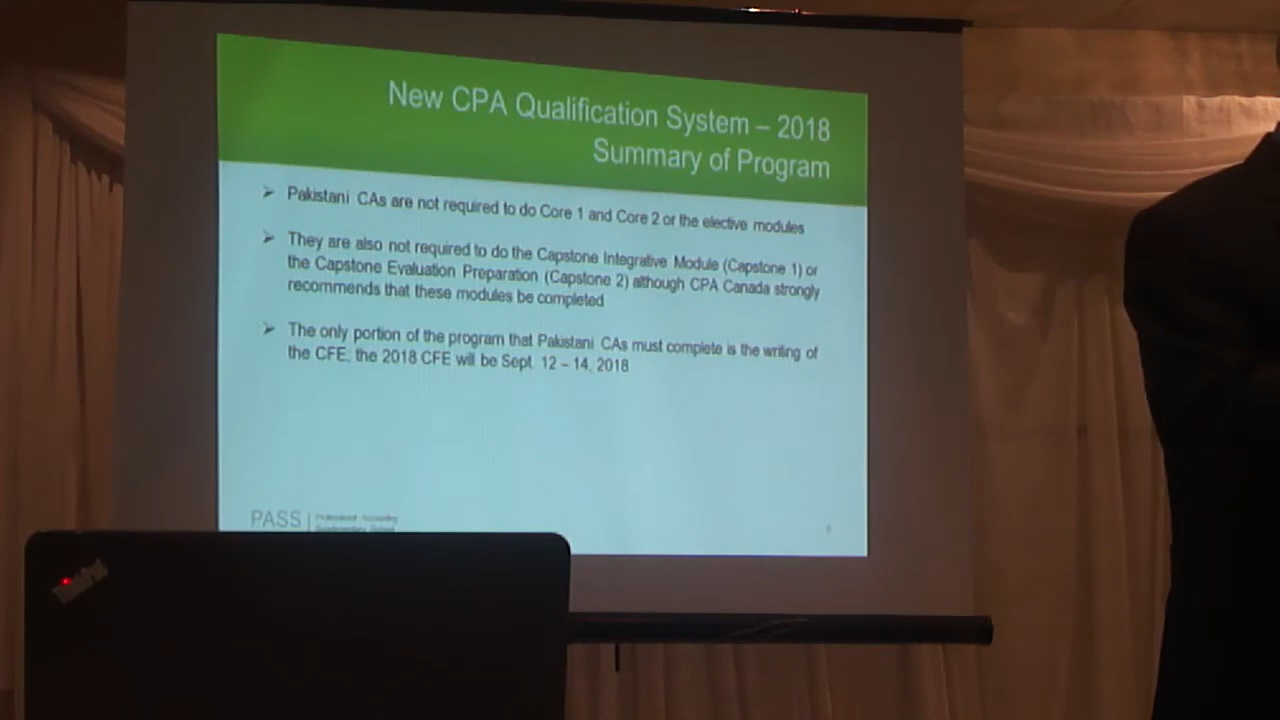 New CPA Qualification System – 2018
Summary of Program
➢ Pakistani CAs are not required to do Core 1 and Core 2 or the elective modules
➢ They are also not required to do the Capstone Integrative Module (Capstone 1) or
the Capstone Evaluation Preparation (Capstone 2) although CPA Canada strongly
recommends that these modules be completed
➢ The only portion of the program that Pakistani CAs must complete is the writing of
the CFE, the 2018 CFE will be Sept. 12 – 14, 2018
PASS | Professional Accounting